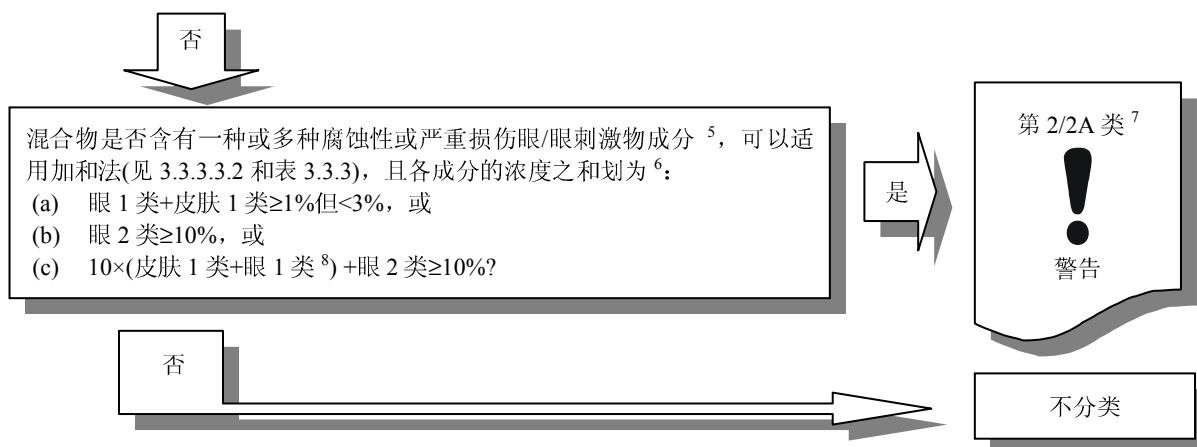 否
混合物是否含有一种或多种腐蚀性或严重损伤眼/眼刺激物成分 5，可以适
用加和法(见 3.3.3.3.2 和表 3.3.3)，且各成分的浓度之和划为 6：
(a) 眼 1 类+皮肤 1 类≥1%但<3%，或
(b) 眼 2 类≥10%，或
(c) 10×(皮肤 1 类+眼 1 类 8) +眼 2 类≥10%?
是
第 2/2A 类 7
警告
否
不分类